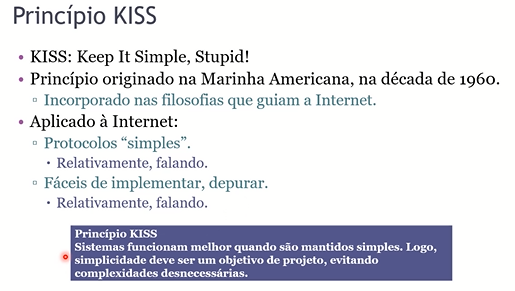 Princípio KISS
• KISS: Keep It Simple, Stupid!
• Princípio originado na Marinha Americana, na década de 1960.
▫ Incorporado nas filosofias que guiam a Internet.
• Aplicado à Internet:
▫ Protocolos “simples”.
• Relativamente, falando.
▫ Fáceis de implementar, depurar.
• Relativamente, falando.
Princípio KISS
Sistemas funcionam melhor quando são mantidos simples. Logo,
simplicidade deve ser um objetivo de projeto, evitando
complexidades desnecessárias.